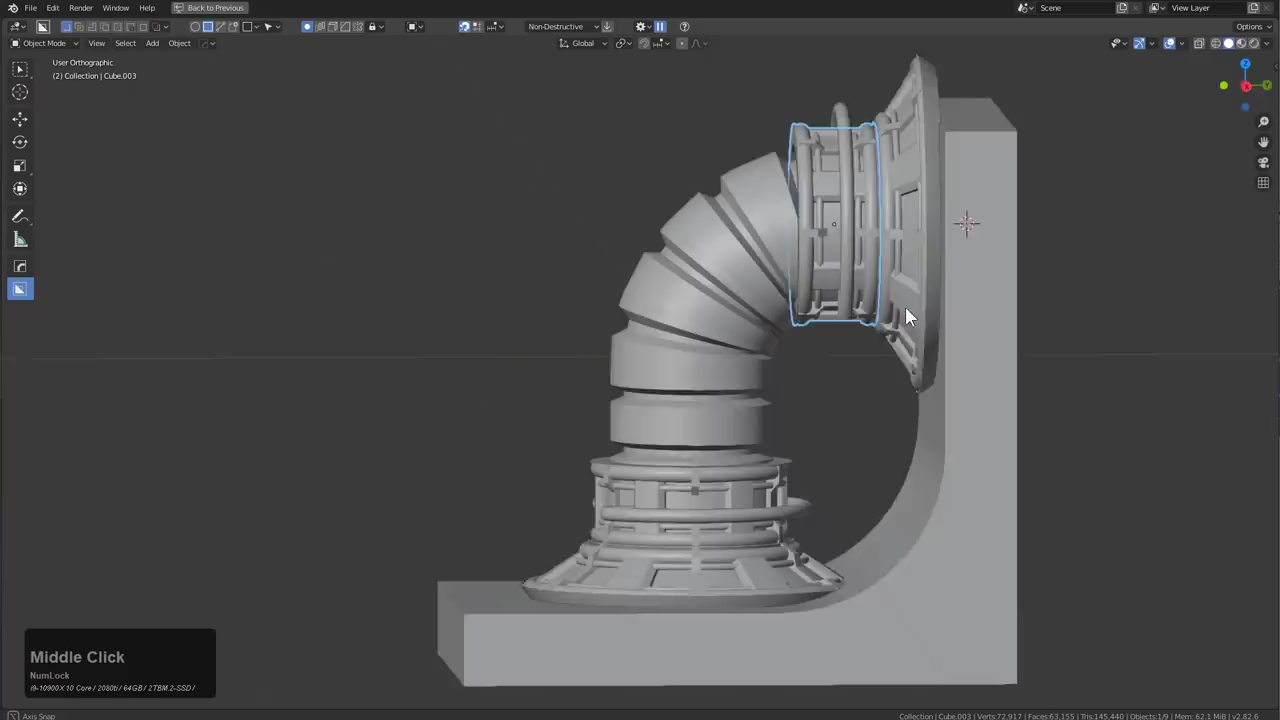 File Edit Render Window Help Back to Previous Scene View Layer
Non-Destructive Options
Object Mode View Select Add Object Global
User Orthographic
(2) Collection | Cube.003
Z
Y
X
Middle Click
NumLock
i9-10900X 10 Core / 2080ti / 64GB / 2TBM.2-SSD /
Axis Snap Collection | Cube.003 | Verts:72,917 | Faces:63,155 | Tris:145,440 | Objects:1/9 | Mem: 62.1 MiB | v2.82.6